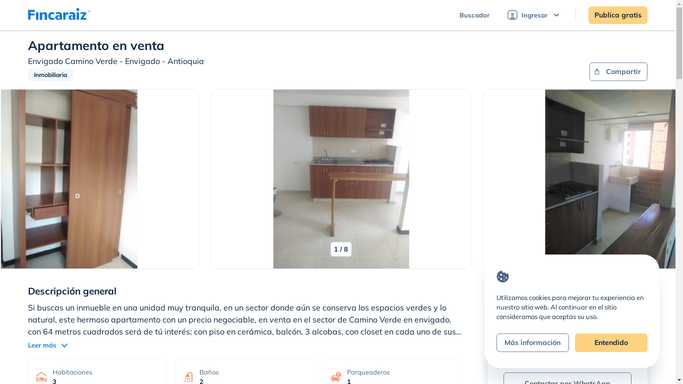 Fincaraiz
Buscador
Ingresar
Publica gratis
Apartamento en venta
Envigado Camino Verde - Envigado - Antioquia
Inmobiliaria
Compartir
1 / 8
Descripción general
Si buscas un inmueble en una unidad muy tranquila, en un sector donde aún se conserva los espacios verdes y lo
natural, este hermoso apartamento con un precio negociable, en venta en el sector de Camino Verde en envigado,
con 64 metros cuadrados será de tú interés; con piso en cerámica, balcón, 3 alcobas, con closet en cada uno de sus...
Leer más
Habitaciones
3
Baños
2
Parqueaderos
1
Utilizamos cookies para mejorar tu experiencia en
nuestro sitio web. Al continuar en el sitio
consideramos que aceptas su uso.
Más información
Entendido
Contactar por WhatsApp